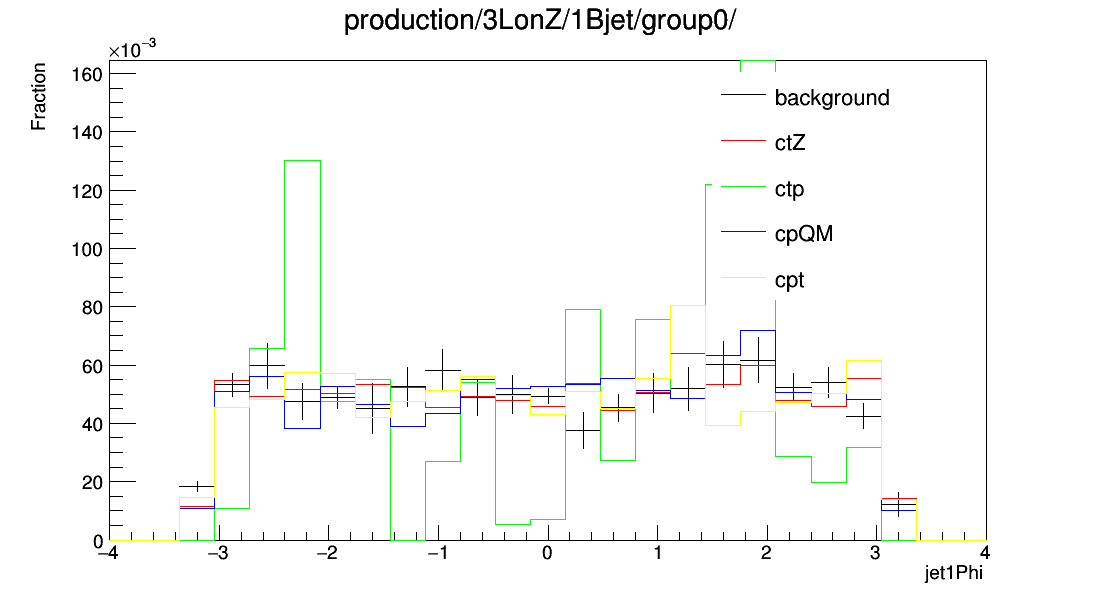 production/3LonZ/1Bjet/group0/
×10−3
Fraction
160
140
120
100
80
60
40
20
0
background
ctZ
ctp
cpQM
cpt
−4 −3 −2 −1 0 1 2 3 4
jet1Phi